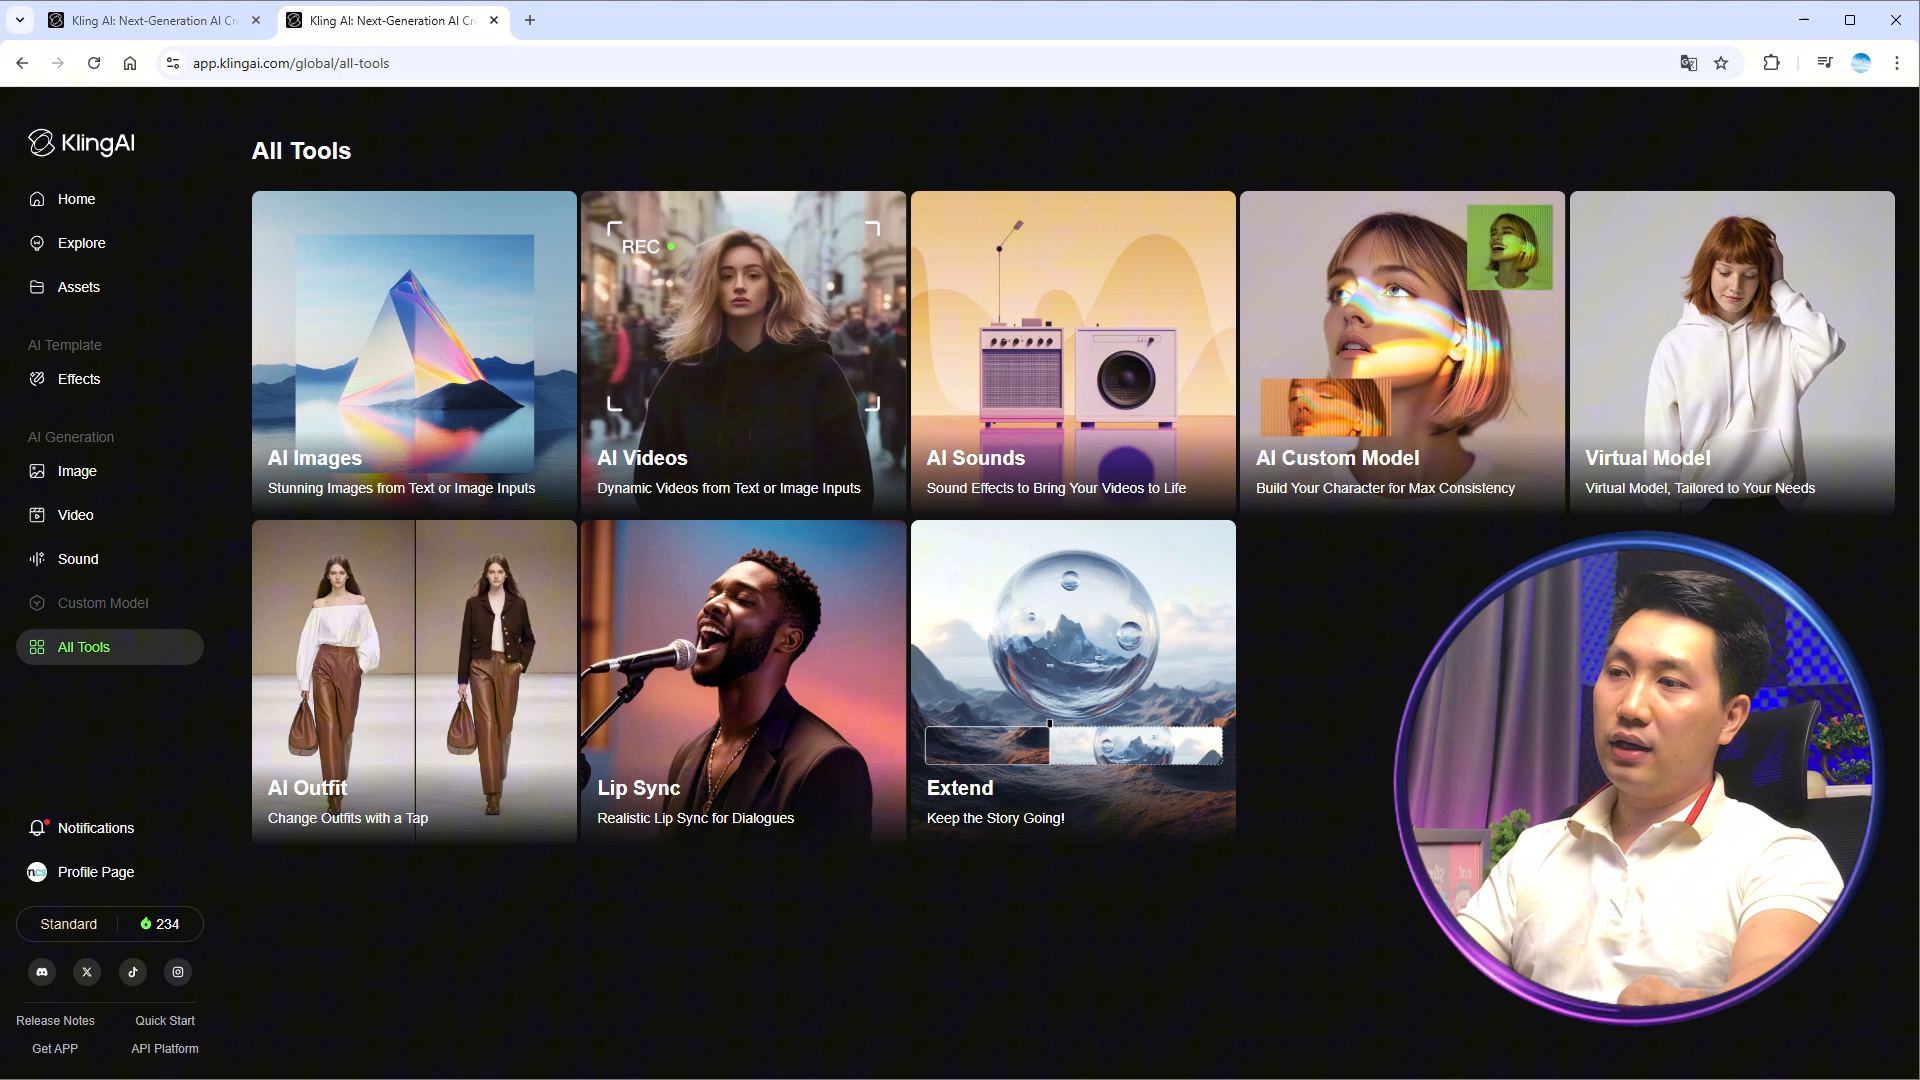 Kling AI: Next-Generation AI Cr
Kling AI: Next-Generation AI Cr
app.klingai.com/global/all-tools
KlingAI
Home
Explore
Assets
AI Template
Effects
AI Generation
Image
Video
Sound
Custom Model
All Tools
Notifications
ncs
Profile Page
Standard
234
Release Notes
Quick Start
Get APP
API Platform
All Tools
REC
AI Images
Stunning Images from Text or Image Inputs
AI Videos
Dynamic Videos from Text or Image Inputs
AI Sounds
Sound Effects to Bring Your Videos to Life
AI Custom Model
Build Your Character for Max Consistency
Virtual Model
Virtual Model, Tailored to Your Needs
AI Outfit
Change Outfits with a Tap
Lip Sync
Realistic Lip Sync for Dialogues
Extend
Keep the Story Going!